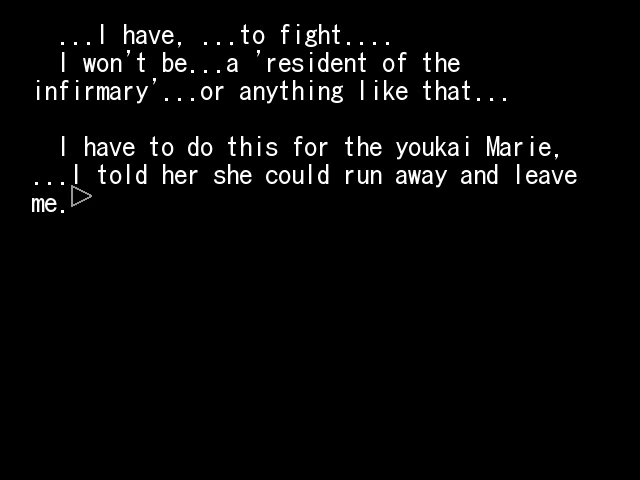 ...I have, ...to fight....
I won't be...a 'resident of the
infirmary'...or anything like that...
I have to do this for the youkai Marie,
...I told her she could run away and leave
me.